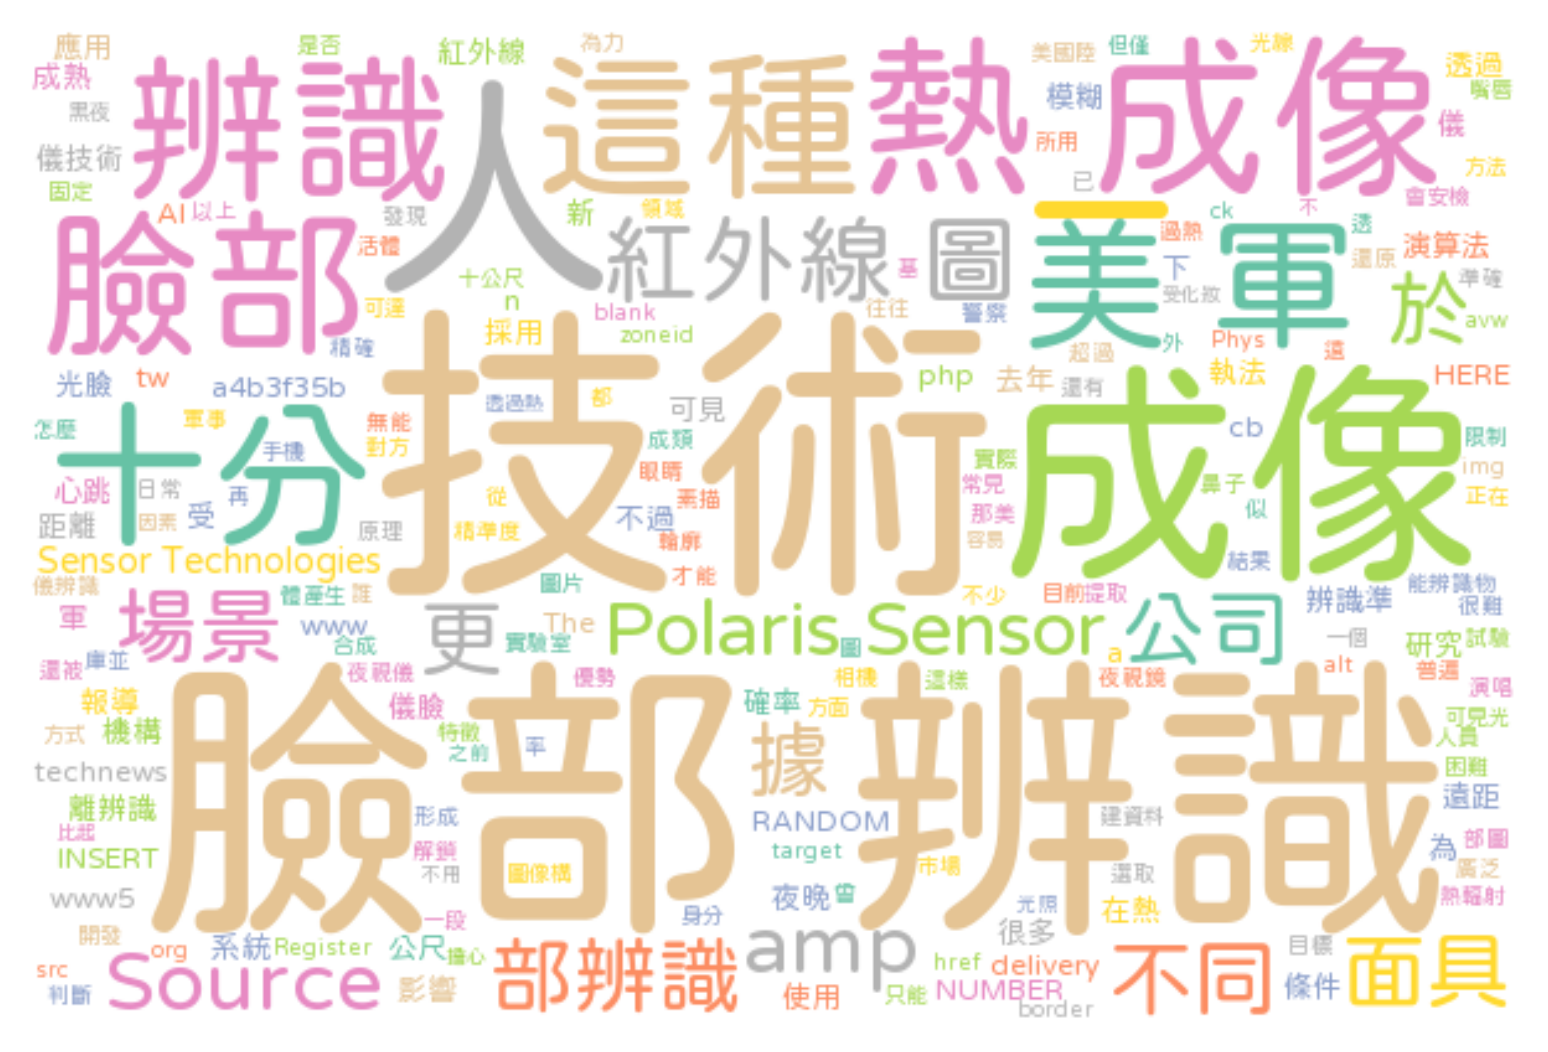 應用 是否 紅外線 為力 美國陸 但僅 光線 透過
成熟 辨識 人 這種 熱 成像 模糊 嘴唇
黑夜 所用 儀
儀技術 已 方法
固定 AI 以上 發現 新 領域 一 ck 不 會安檢
臉部 活體 紅外線 圖 美軍 過熱 透 演算法
十公尺 墓 下 還原 準確
可達 n blank 往往 警察 受化妝 於 avw
精確 採用 zoneid 超過 外 Phys 遠
光臉 tw a4b3f35b 技術 php 去年 還有 執法 HERE
怎麼 軍事 無能 透過熱 都 可見 成像 cb 限制
十分 手機 對方 成類 實際 img
心跳 日常 再 從 眼睛 素描 常見 鼻子 正在
距離 因素 受 原理 精準度 不過 輪廓 那美 容易 似
Sensor Technologies 圖片 才能 結果
儀辨識 體產生 誰 不少 目前 提取 辨識準 能辨識物 很難
軍 場景 www 更 The Polaris 圖 Sensor 公司 一個 研究 試驗
還被 庫並 合成 夜視儀 實驗室 優勢 相機 這樣 a 夜視鏡 alt 普遍 演唱
報導 儀臉 確率 方面 可見光
方式 機構 特徵 之前 率 據 人員
technews 臉部 辨識 困難
離辨識 形成 RANDOM 建資料 遠距
比起 INSERT 解鎖 target 為 部圖
www5 不用 圖像構 市場 選取 廣泛
一段 身分 夜晚 曾 光照 在熱 熱輻射
開發 org 系統 Register 公尺 擔心 amp 很多 目標
src 判斷 Source 影響 部辨識 使用 href 只能 delivery NUMBER border 不同 條件 面具